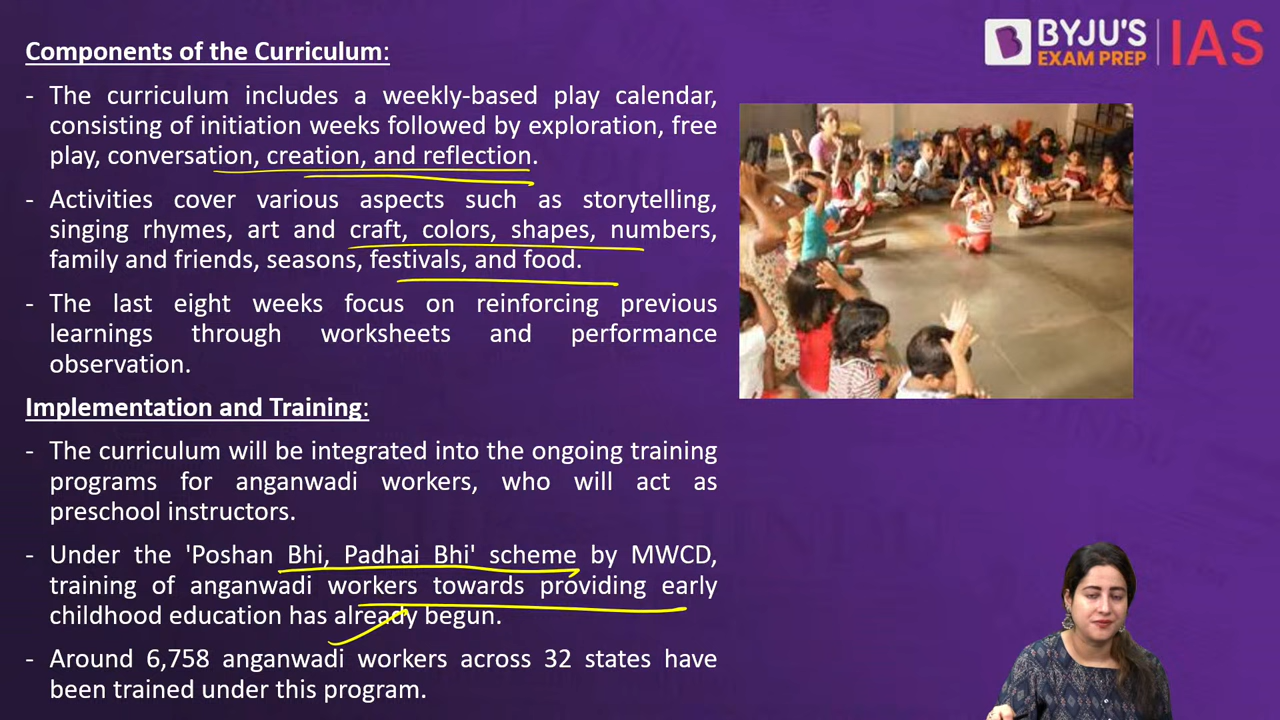 Components of the Curriculum:
- The curriculum includes a weekly-based play calendar,
consisting of initiation weeks followed by exploration, free
play, conversation, creation, and reflection.
- Activities cover various aspects such as storytelling,
singing rhymes, art and craft, colors, shapes, numbers,
family and friends, seasons, festivals, and food.
- The last eight weeks focus on reinforcing previous
learnings through worksheets and performance
observation.
Implementation and Training:
- The curriculum will be integrated into the ongoing training
programs for anganwadi workers, who will act as
preschool instructors.
- Under the 'Poshan Bhi, Padhai Bhi' scheme by MWCD,
training of anganwadi workers towards providing early
childhood education has already begun.
- Around 6,758 anganwadi workers across 32 states have
been trained under this program.
BYJU'S
EXAM PREP
IAS